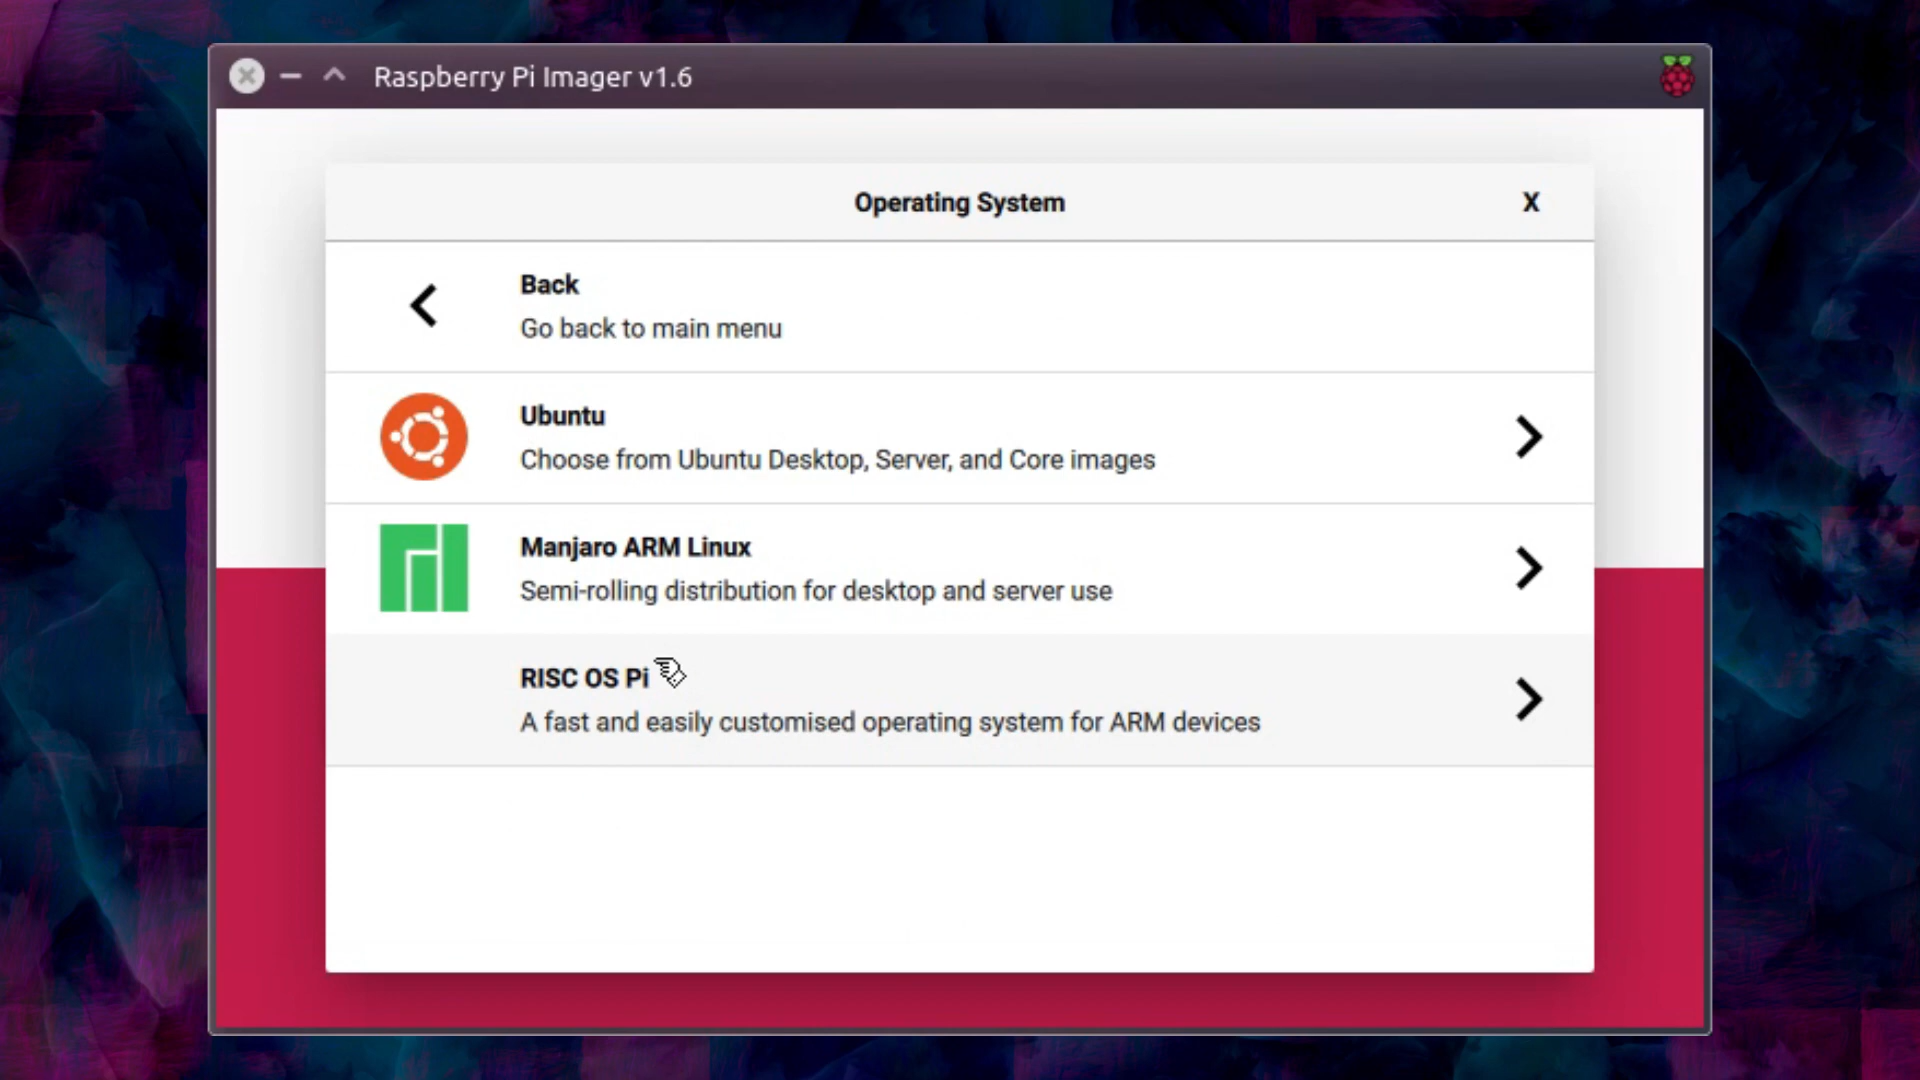 Raspberry Pi Imager v1.6
Operating System
X
Back
Go back to main menu
Ubuntu
Choose from Ubuntu Desktop, Server, and Core images
Manjaro ARM Linux
Semi-rolling distribution for desktop and server use
RISC OS Pi
A fast and easily customised operating system for ARM devices